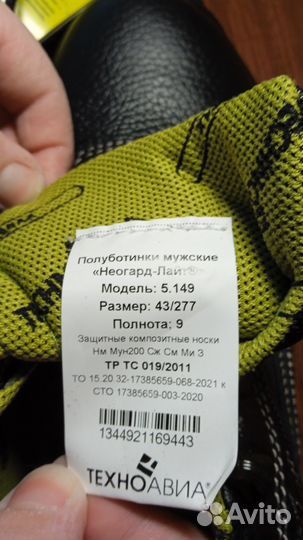 Полуботинки мужские
«Неогард-Лайт®»
Модель: 5.149
Размер: 43/277
Полнота: 9
Защитные композитные носки
Нм Мун200 Сж См Ми З
ТР ТС 019/2011
ТО 15.20.32-17385659-068-2021 к
СТО 17385659-003-2020
1344921169443
ТЕХНОАВИА®
Avito